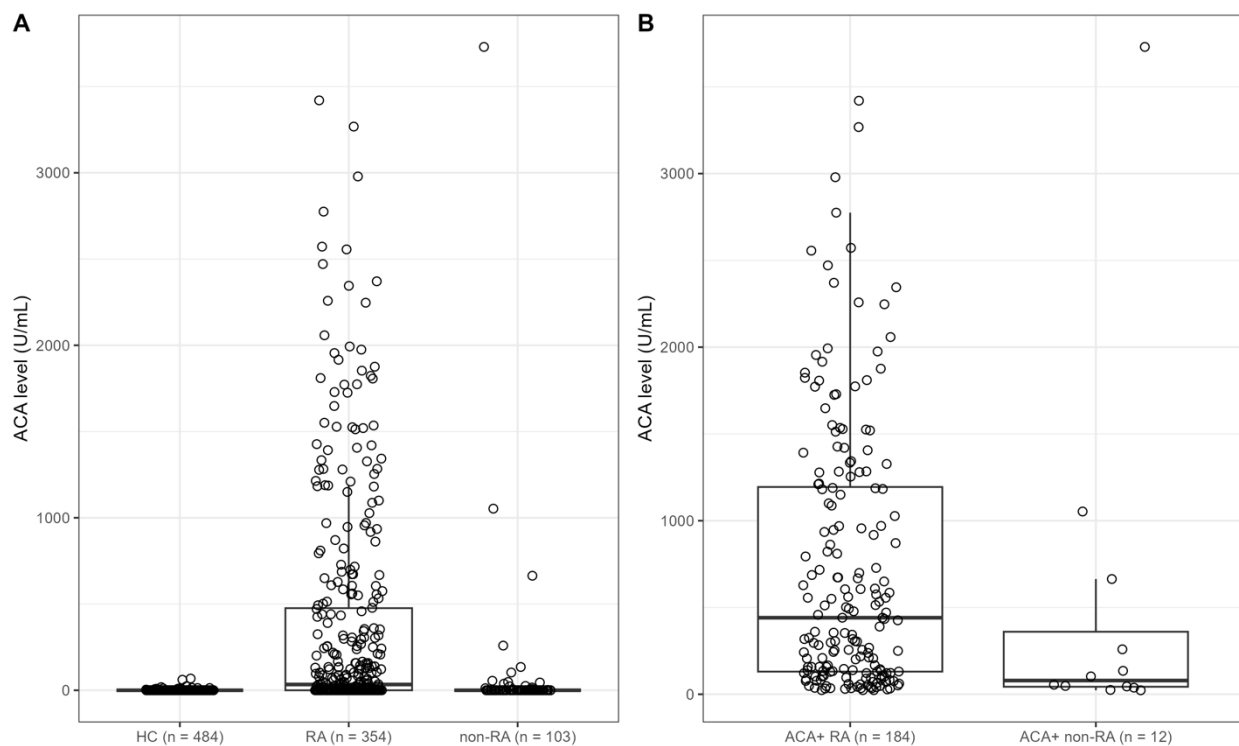 A
ACA level (U/mL)
3000
2000
1000
0
HC (n = 484)
RA (n = 354)
non-RA (n = 103)
B
ACA level (U/mL)
3000
2000
1000
0
ACA+ RA (n = 184)
ACA+ non-RA (n = 12)